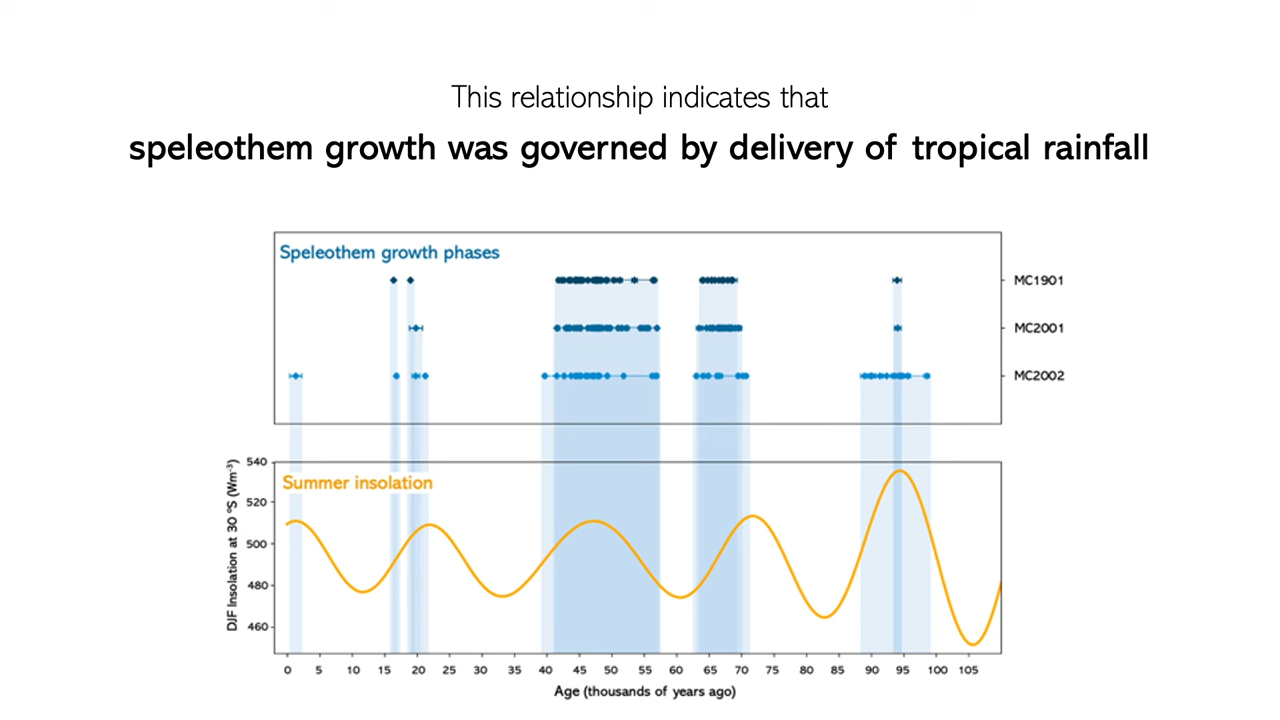 This relationship indicates that
speleothem growth was governed by delivery of tropical rainfall
Speleothem growth phases
MC1901
MC2001
MC2002
DJF Insolation at 30 ºS (Wm⁻³)
540
520
500
480
460
Summer insolation
0 5 10 15 20 25 30 35 40 45 50 55 60 65 70 75 80 85 90 95 100 105
Age (thousands of years ago)